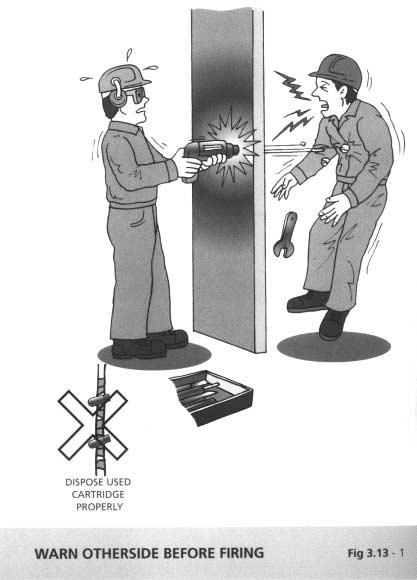 DISPOSE USED
CARTRIDGE
PROPERLY
WARN OTHERSIDE BEFORE FIRING Fig 3.13 - 1